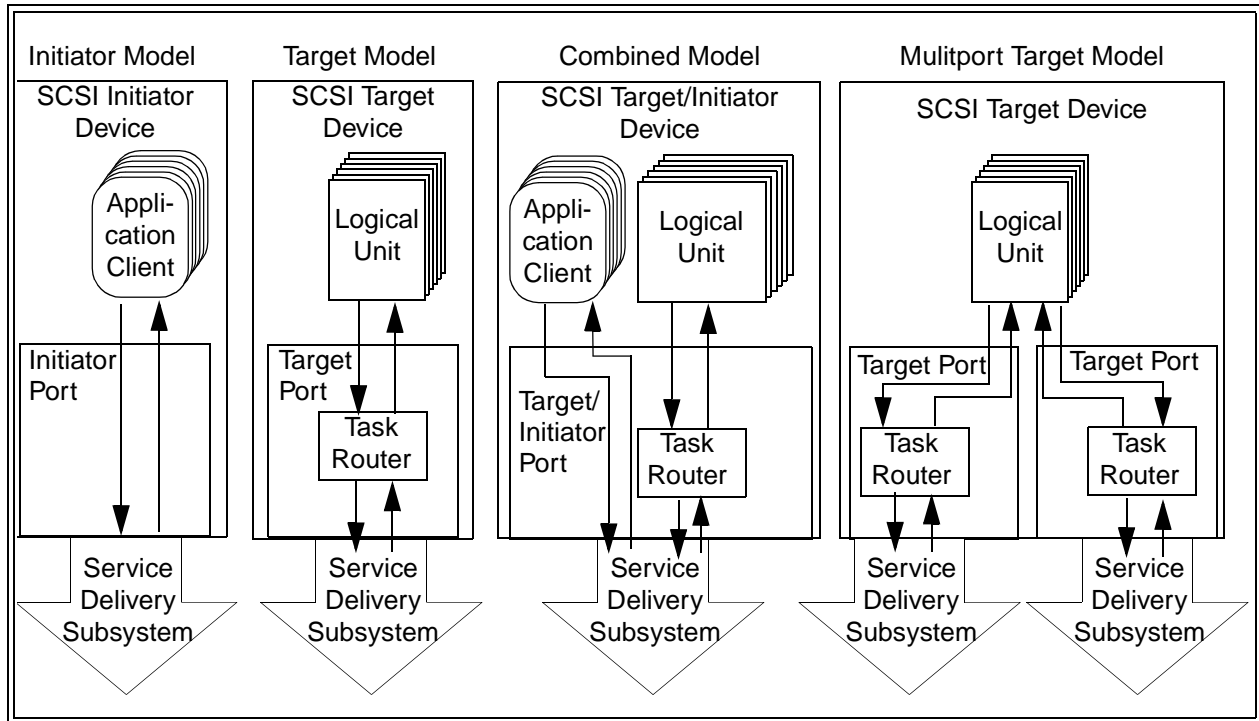 Initiator Model
SCSI Initiator
Device
Appli-
cation
Client
Initiator
Port
Service
Delivery
Subsystem
Target Model
SCSI Target
Device
Logical
Unit
Target
Port
Task
Router
Service
Delivery
Subsystem
Combined Model
SCSI Target/Initiator
Device
Appli-
cation
Client
Logical
Unit
Target/
Initiator
Port
Task
Router
Service
Delivery
Subsystem
Mulitport Target Model
SCSI Target Device
Logical
Unit
Target Port
Task
Router
Service
Delivery
Subsystem
Target Port
Task
Router
Service
Delivery
Subsystem